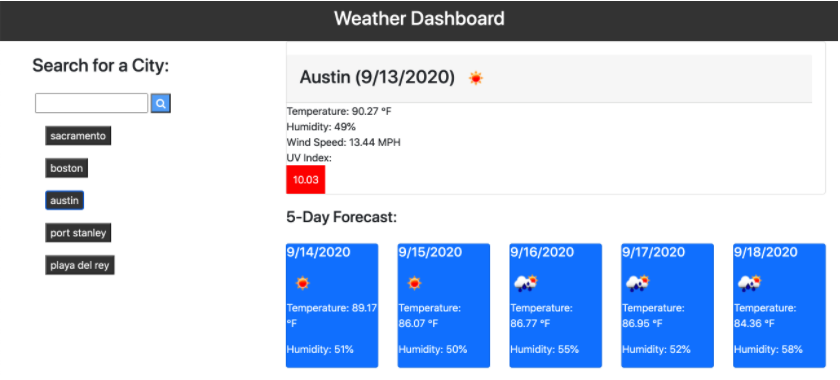 Weather Dashboard
Search for a City:
sacramento
boston
austin
port stanley
playa del rey
Austin (9/13/2020)
Temperature: 90.27 °F
Humidity: 49%
Wind Speed: 13.44 MPH
UV Index:
10.03
5-Day Forecast:
9/14/2020
Temperature: 89.17
°F
Humidity: 51%
9/15/2020
Temperature:
86.07 °F
Humidity: 50%
9/16/2020
Temperature:
86.77 °F
Humidity: 55%
9/17/2020
Temperature:
86.95 °F
Humidity: 52%
9/18/2020
Temperature:
84.36 °F
Humidity: 58%